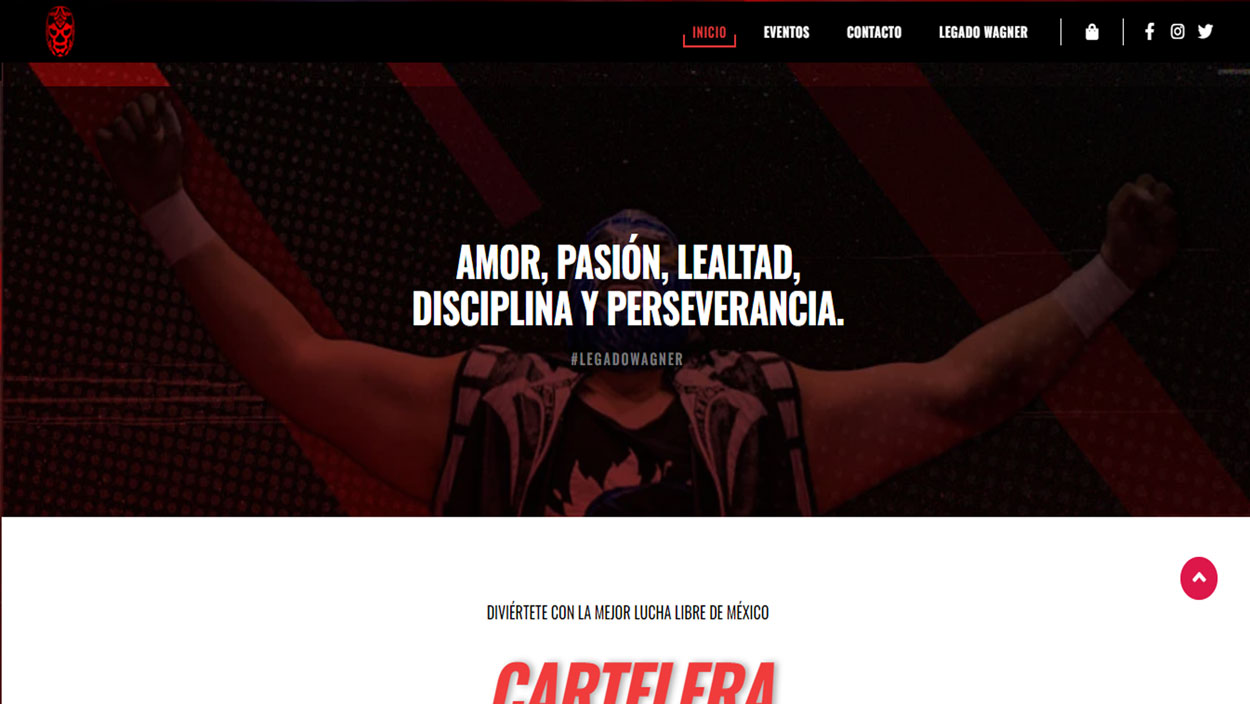 INICIO EVENTOS CONTACTO LEGADO WAGNER
AMOR, PASIÓN, LEALTAD,
DISCIPLINA Y PERSEVERANCIA.
#LEGADOWAGNER
DIVIÉRTETE CON LA MEJOR LUCHA LIBRE DE MÉXICO
CARTELERA